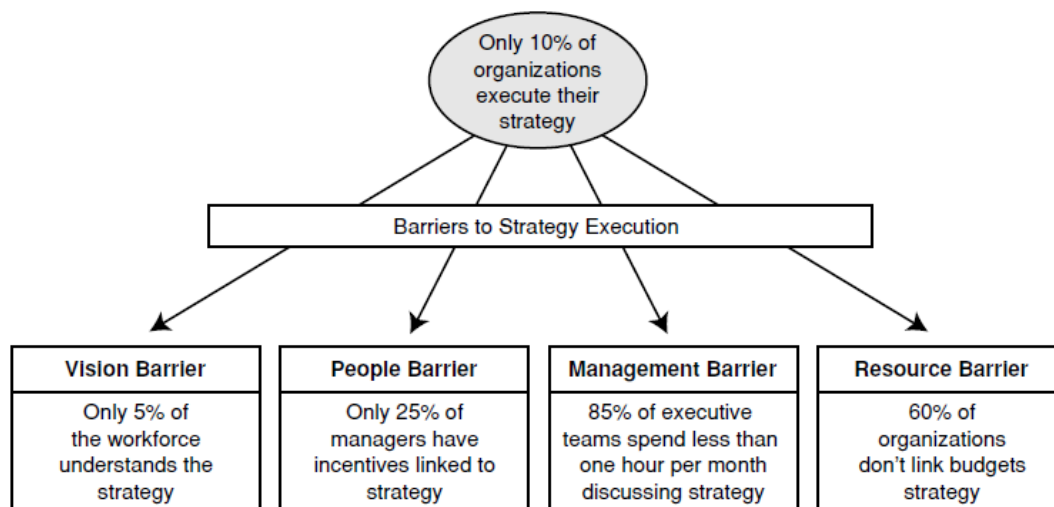 Only 10% of
organizations
execute their
strategy
Barriers to Strategy Execution
Vision Barrier
Only 5% of
the workforce
understands the
strategy
People Barrier
Only 25% of
managers have
incentives linked to
strategy
Management Barrier
85% of executive
teams spend less than
one hour per month
discussing strategy
Resource Barrier
60% of
organizations
don’t link budgets
strategy